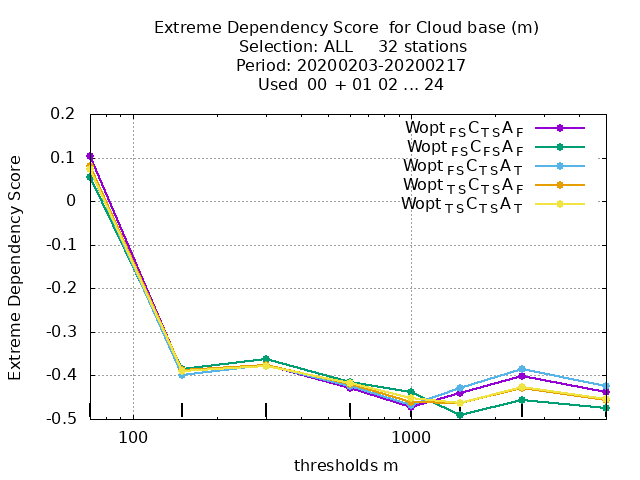 Extreme Dependency Score  for Cloud base (m)
Selection: ALL     32 stations
Period: 20200203-20200217
Used  00 + 01 02 ... 24
Extreme Dependency Score
0.2
0.1
0
-0.1
-0.2
-0.3
-0.4
-0.5
Wopt FS C TS A F
Wopt FS C FS A F
Wopt FS C TS A T
Wopt TS C TS A F
Wopt TS C TS A T
100
1000
thresholds m